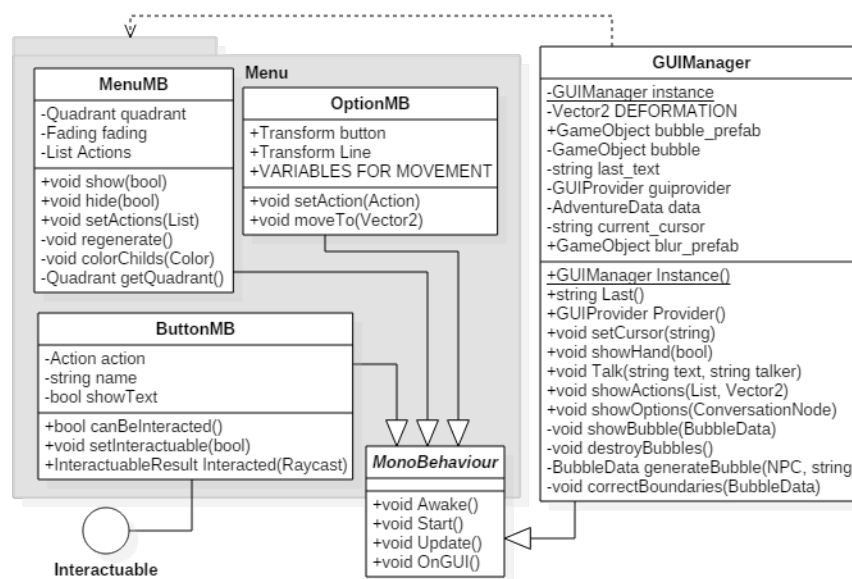 Menu
MenuMB
-Quadrant quadrant
-Fading fading
-List Actions
+void show(bool)
+void hide(bool)
+void setActions(List)
-void regenerate()
-void colorChilds(Color)
-Quadrant getQuadrant()
OptionMB
+Transform button
+Transform Line
+VARIABLES FOR MOVEMENT
+void setAction(Action)
+void moveTo(Vector2)
ButtonMB
-Action action
-string name
-bool showText
+bool canBeInteracted()
+void setInteractuable(bool)
+InteractuableResult Interacted(Raycast)
Interactuable
MonoBehaviour
+void Awake()
+void Start()
+void Update()
+void OnGUI()
GUIManager
-GUIManager instance
-Vector2 DEFORMATION
+GameObject bubble_prefab
-GameObject bubble
-string last_text
-GUIProvider guiprovider
-AdventureData data
-string current_cursor
+GameObject blur_prefab
+GUIManager Instance()
+string Last()
+GUIProvider Provider()
+void setCursor(string)
+void showHand(bool)
+void Talk(string text, string talker)
+void showActions(List, Vector2)
+void showOptions(ConversationNode)
-void showBubble(BubbleData)
-void destroyBubbles()
-BubbleData generateBubble(NPC, string
-void correctBoundaries(BubbleData)